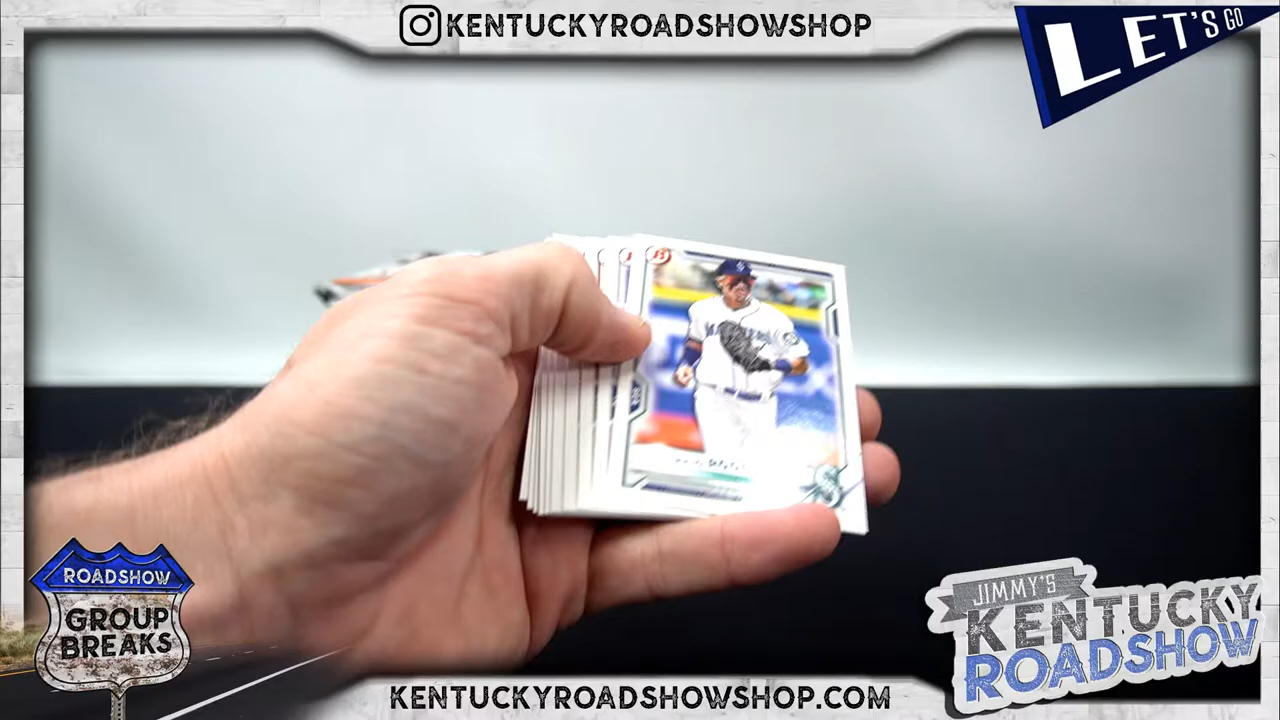 KENTUCKYROADSHOWSHOP
LET'S GO
B
S
ROADSHOW
GROUP
BREAKS
JIMMY'S
KENTUCKY
ROADSHOW
KENTUCKYROADSHOWSHOP.COM